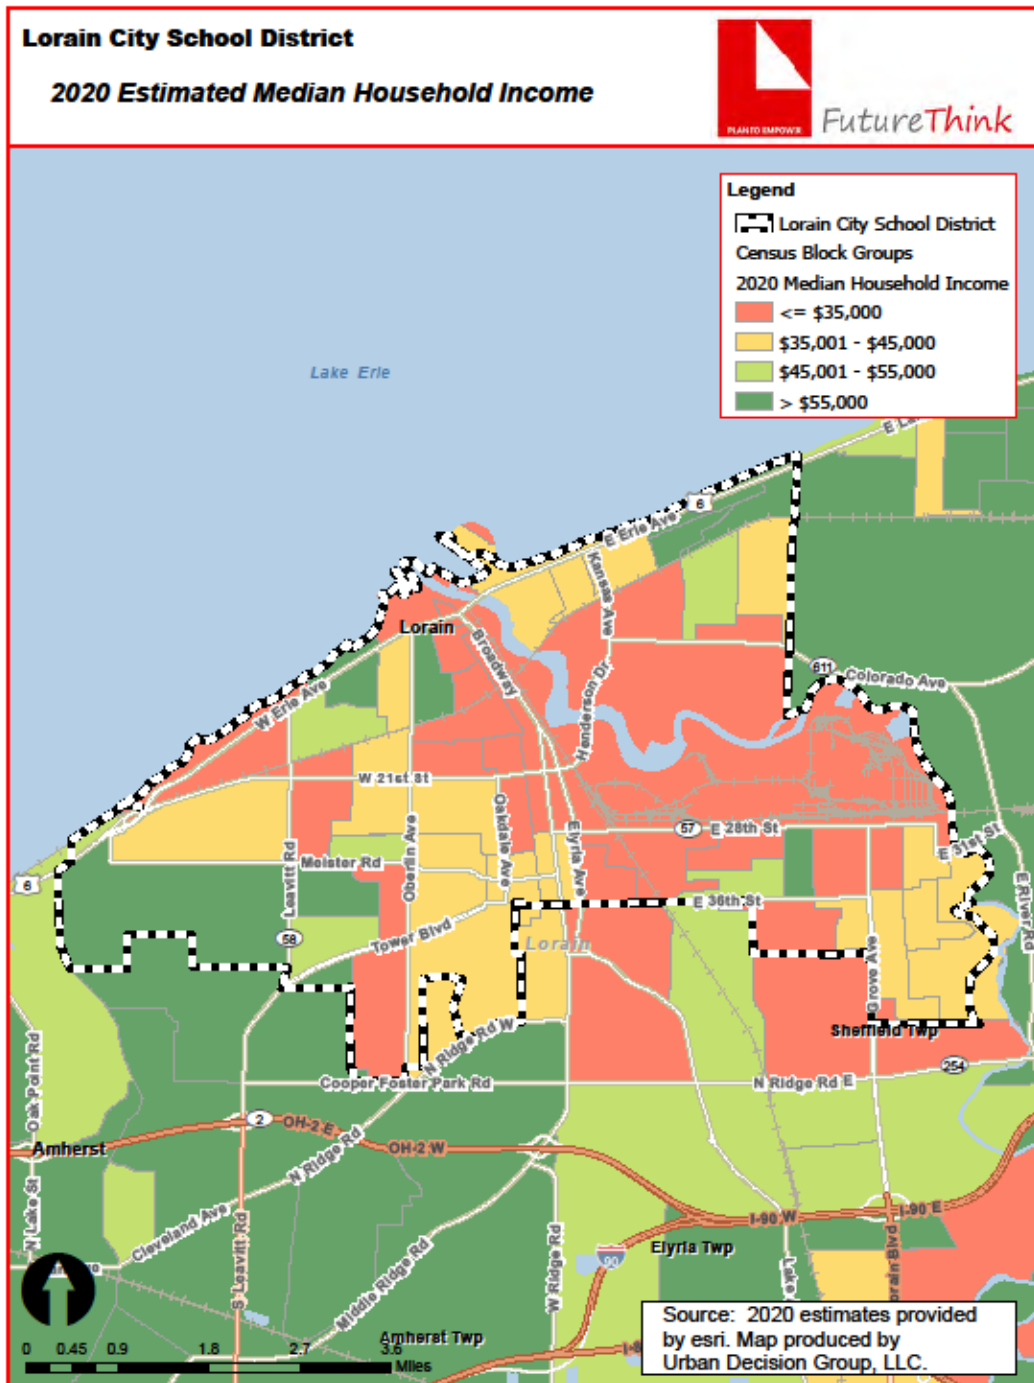 Lorain City School District
2020 Estimated Median Household Income
PLAN TO EMPOWER
FutureThink
Legend
Lorain City School District
Census Block Groups
2020 Median Household Income
<= $35,000
$35,001 - $45,000
$45,001 - $55,000
> $55,000
Lake Erie
6
E Erie Ave
Kansas Ave
Lorain
Broadway
Henderson Dr
611
Colorado Ave
W Erie Ave
W 21st St
Oakdale Ave
Oberlin Ave
Elyria Ave
57
E 28th St
E 31st St
Leavitt Rd
Meister Rd
6
E 36th St
E River Rd
58
Tower Blvd
Lorain
Grove Ave
N Ridge Rd W
Sheffield Twp
Oak Point Rd
Cooper Foster Park Rd
N Ridge Rd E
254
2
OH-2 E
OH-2 W
Amherst
N Ridge Rd
N Lake St
Cleveland Ave
S Leavitt Rd
Middle Ridge Rd
W Ridge Rd
I-90 W
I-90 E
Elyria Twp
90
Amherst Twp
0 0.45 0.9 1.8 2.7 3.6
Miles
Source: 2020 estimates provided
by esri. Map produced by
Urban Decision Group, LLC.